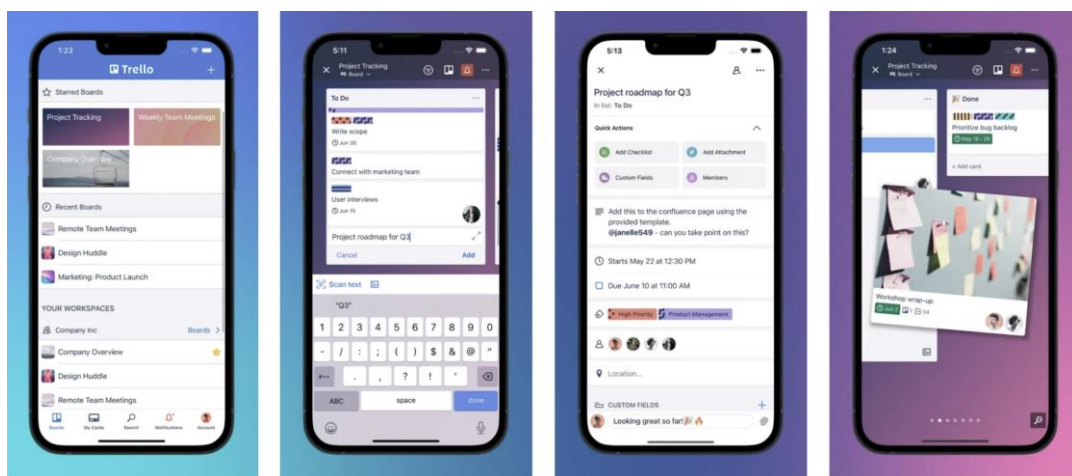 1:23
Trello
+
Starred Boards
Project Tracking
Weekly Team Meetings
Company Overview
Recent Boards
Remote Team Meetings
Design Huddle
Marketing: Product Launch
YOUR WORKSPACES
Company Inc
Boards >
Company Overview
Design Huddle
Remote Team Meetings
Boards
My Cards
Search
Notifications
Account
5:11
Project Tracking
Board
To Do
Write scope
Jun 30
Connect with marketing team
User interviews
Jun 15
Project roadmap for Q3
Cancel
Add
Scan text
"Q3"
1 2 3 4 5 6 7 8 9 0
- / : ; ( ) $ & @ "
#+= . , ? ! '
ABC
space
done
5:13
Project roadmap for Q3
In list: To Do
Quick Actions
Add Checklist
Add Attachment
Custom Fields
Members
Add this to the confluence page using the
provided template.
@janelle549 - can you take point on this?
Starts May 22 at 12:30 PM
Due June 10 at 11:00 AM
High Priority
Product Management
Location...
CUSTOM FIELDS
+
Looking great so far!
1:24
Project Tracking
Board
Done
Prioritize bug backlog
May 15 - 26
+ Add card
Workshop wrap-up
Jun 2
1
1/4